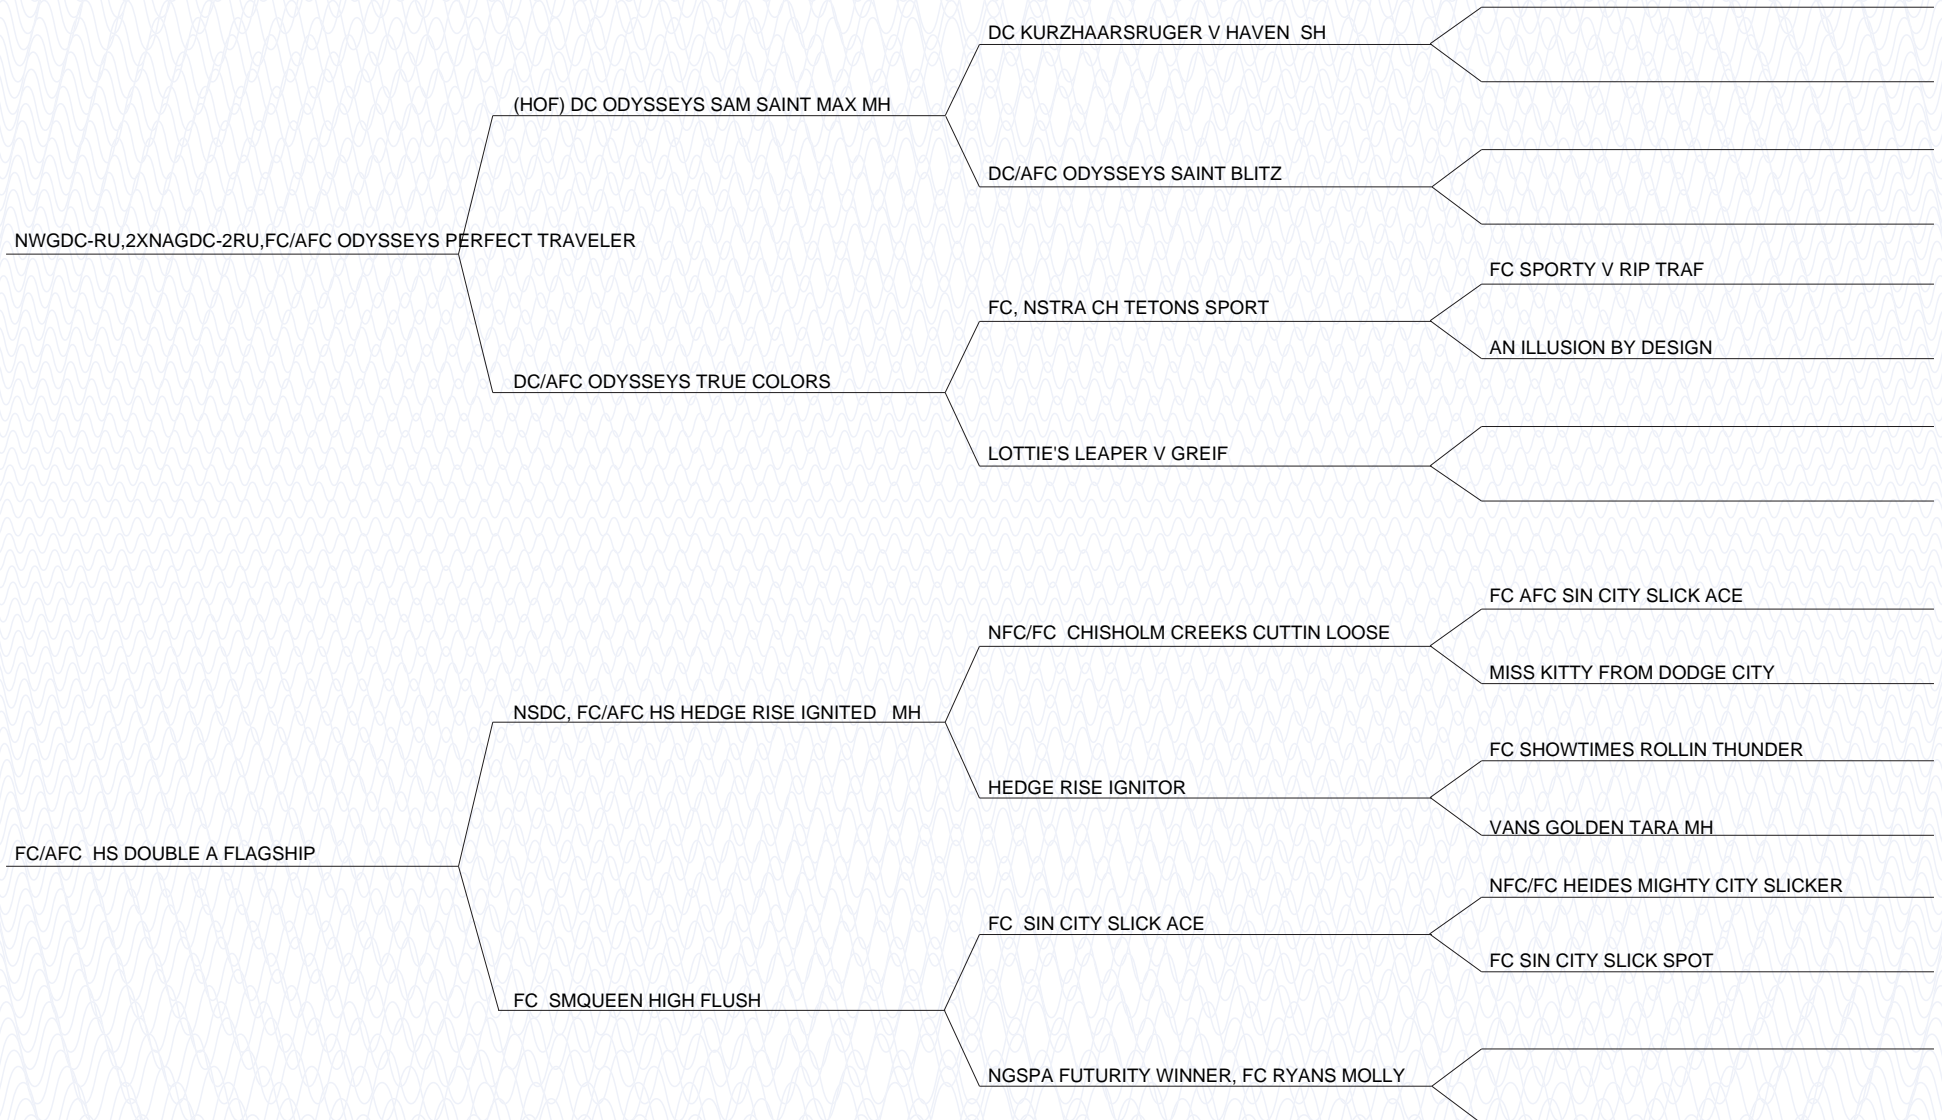 DC KURZHAARSRUGER V HAVEN  SH
(HOF) DC ODYSSEYS SAM SAINT MAX MH
DC/AFC ODYSSEYS SAINT BLITZ
NWGDC-RU,2XNAGDC-2RU,FC/AFC ODYSSEYS PERFECT TRAVELER
FC SPORTY V RIP TRAF
FC, NSTRA CH TETONS SPORT
AN ILLUSION BY DESIGN
DC/AFC ODYSSEYS TRUE COLORS
LOTTIE'S LEAPER V GREIF
FC AFC SIN CITY SLICK ACE
NFC/FC  CHISHOLM CREEKS CUTTIN LOOSE
MISS KITTY FROM DODGE CITY
NSDC, FC/AFC HS HEDGE RISE IGNITED   MH
FC SHOWTIMES ROLLIN THUNDER
HEDGE RISE IGNITOR
VANS GOLDEN TARA MH
FC/AFC  HS DOUBLE A FLAGSHIP
NFC/FC HEIDES MIGHTY CITY SLICKER
FC  SIN CITY SLICK ACE
FC SIN CITY SLICK SPOT
FC  SMQUEEN HIGH FLUSH
NGSPA FUTURITY WINNER, FC RYANS MOLLY